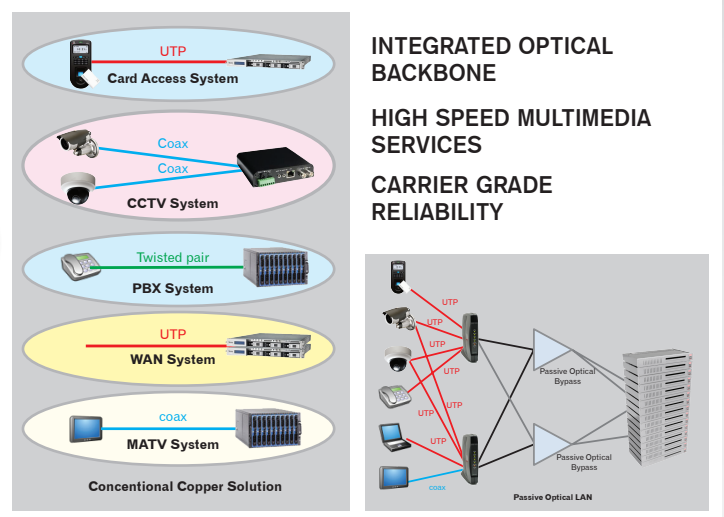 UTP
Card Access System
Coax
Coax
CCTV System
Twisted pair
PBX System
UTP
WAN System
coax
MATV System
Concentional Copper Solution
INTEGRATED OPTICAL
BACKBONE
HIGH SPEED MULTIMEDIA
SERVICES
CARRIER GRADE
RELIABILITY
UTP
UTP
UTP
UTP
UTP
UTP
UTP
coax
Passive Optical
Bypass
Passive Optical
Bypass
Passive Optical LAN